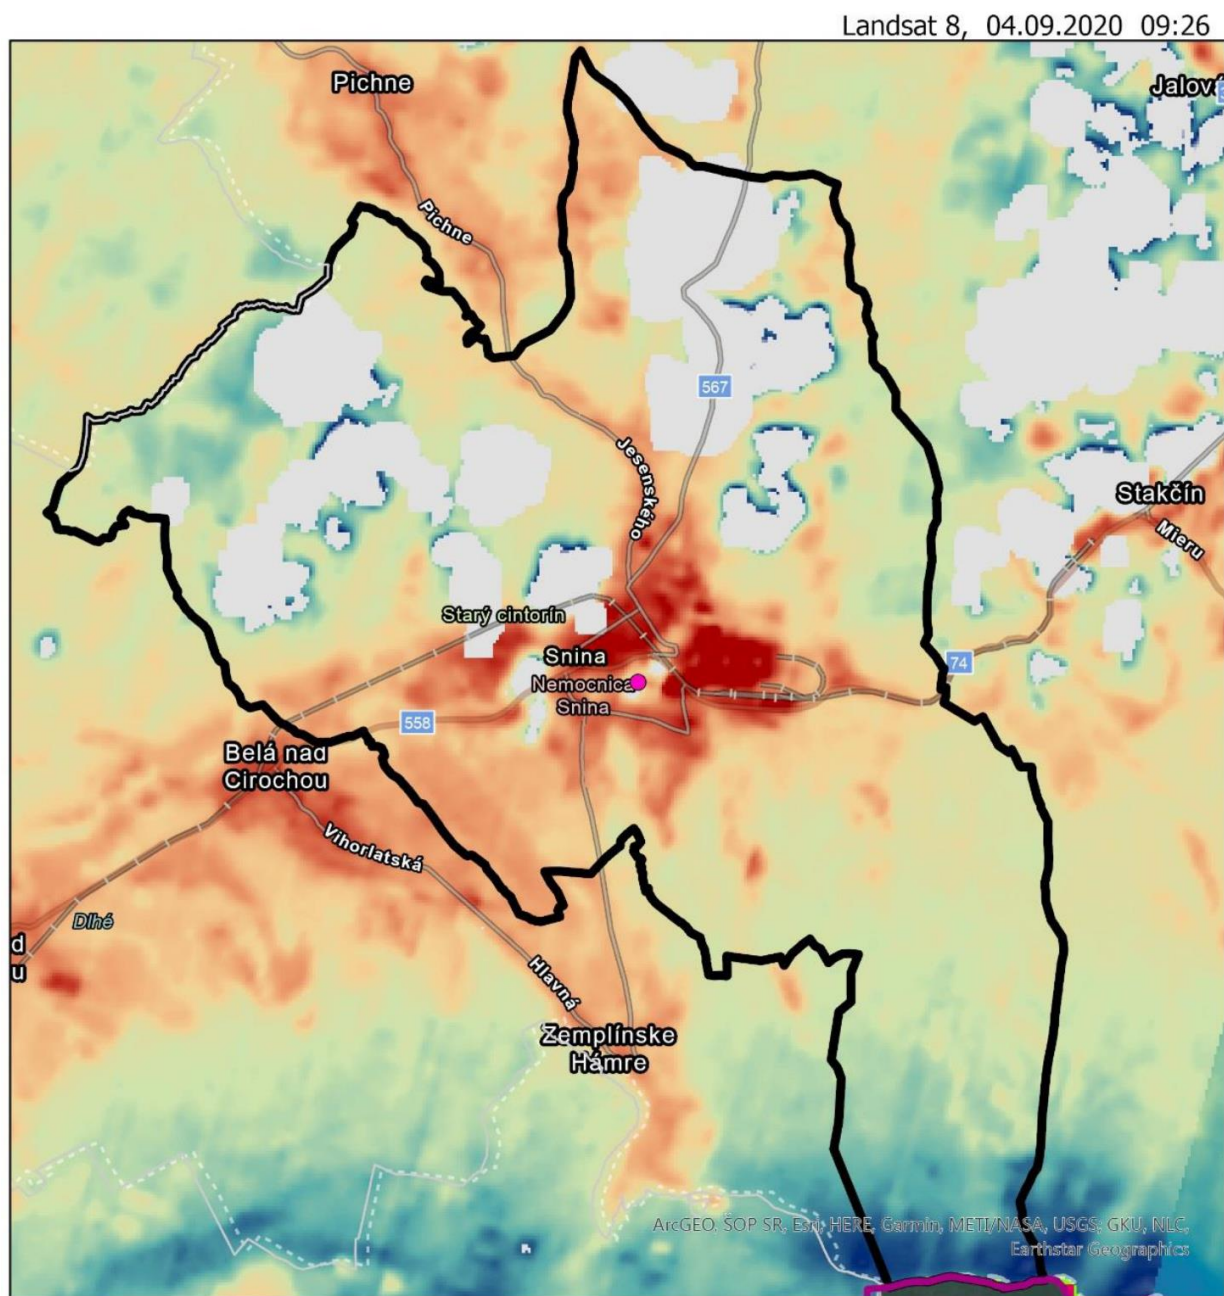 Landsat 8, 04.09.2020 09:26
Pichne
Jalová
Pichne
567
Jesenského
Stakčín
Mieru
Starý cintorín
Snina
74
Nemocnica
Snina
558
Belá nad
Cirochou
Vihorlatská
Dlhé
d
u
Hlavná
Zemplínske
Hámre
ArcGEO, ŠOP SR, Esri, HERE, Garmin, METI/NASA, USGS; GKU, NLC,
Earthstar Geographics